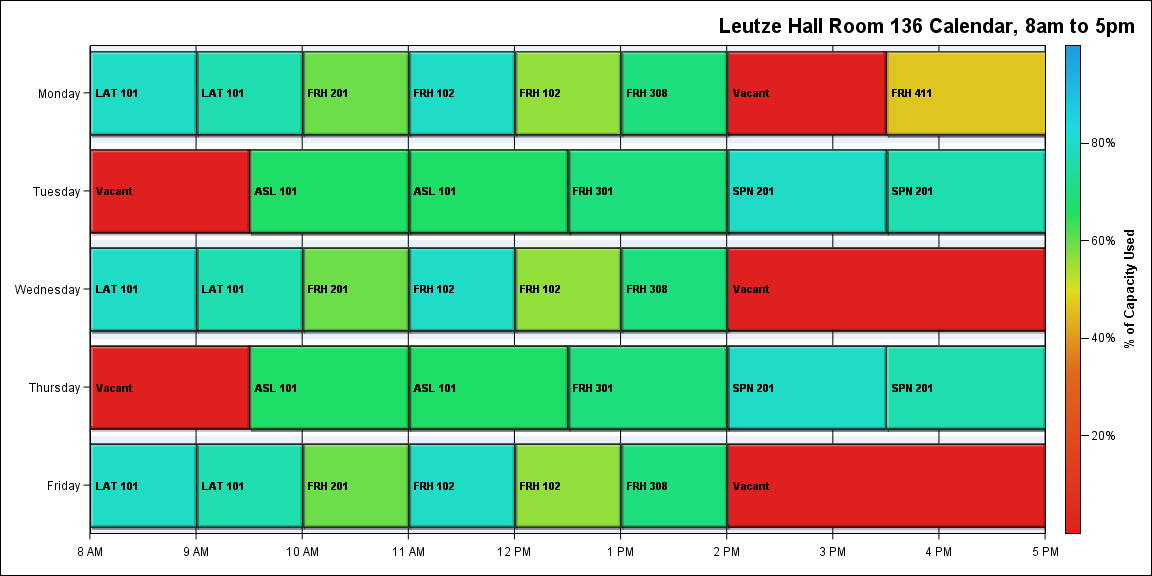 Leutze Hall Room 136 Calendar, 8am to 5pm
Monday
LAT 101
LAT 101
FRH 201
FRH 102
FRH 102
FRH 308
Vacant
FRH 411
Tuesday
Vacant
ASL 101
ASL 101
FRH 301
SPN 201
SPN 201
Wednesday
LAT 101
LAT 101
FRH 201
FRH 102
FRH 102
FRH 308
Vacant
Thursday
Vacant
ASL 101
ASL 101
FRH 301
SPN 201
SPN 201
Friday
LAT 101
LAT 101
FRH 201
FRH 102
FRH 102
FRH 308
Vacant
8 AM
9 AM
10 AM
11 AM
12 PM
1 PM
2 PM
3 PM
4 PM
5 PM
80%
60%
40%
20%
% of Capacity Used